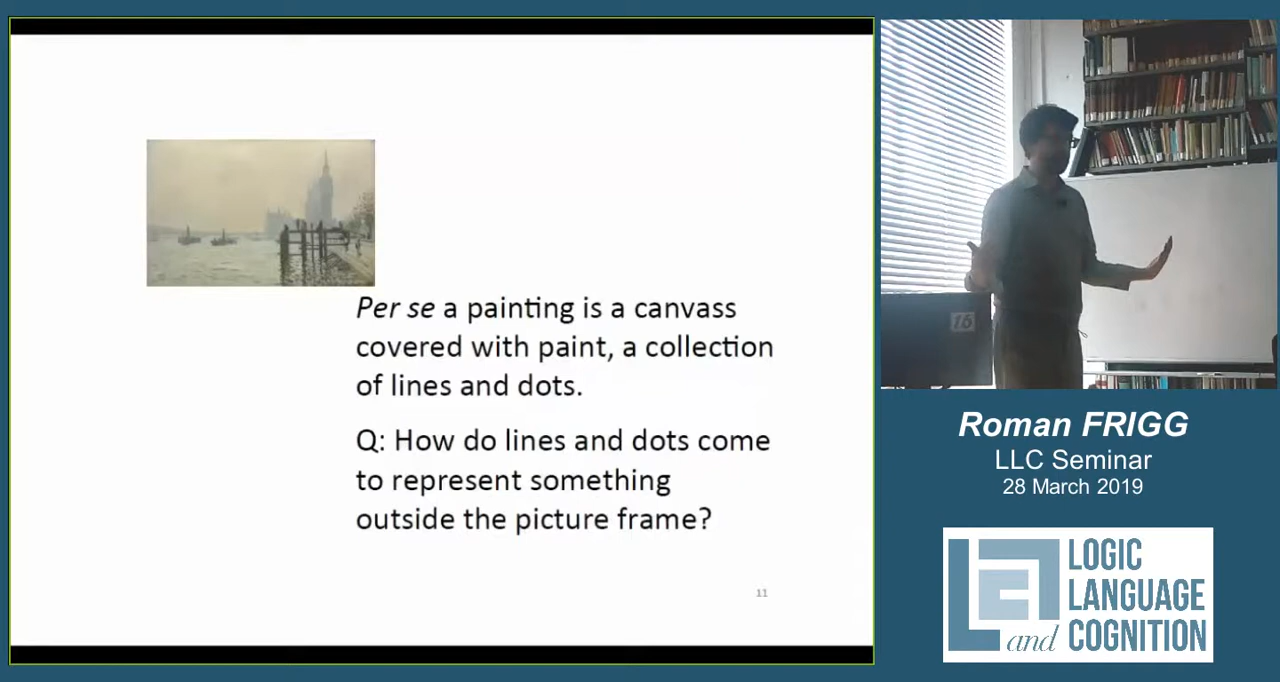 Per se a painting is a canvass
covered with paint, a collection
of lines and dots.
Q: How do lines and dots come
to represent something
outside the picture frame?
11
15
Roman FRIGG
LLC Seminar
28 March 2019
LOGIC
LANGUAGE
and COGNITION